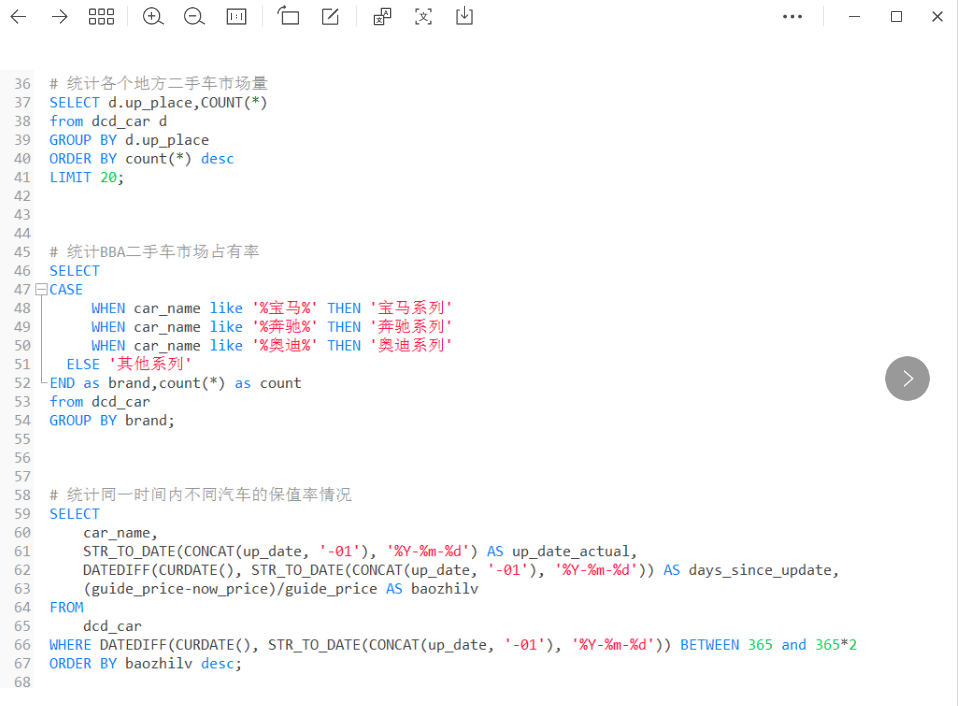 36 # 统计各个地方二手车市场量
37 SELECT d.up_place,COUNT(*)
38 from dcd_car d
39 GROUP BY d.up_place
40 ORDER BY count(*) desc
41 LIMIT 20;
42
43
44
45 # 统计BBA二手车市场占有率
46 SELECT
47 CASE
48 WHEN car_name like '%宝马%' THEN '宝马系列'
49 WHEN car_name like '%奔驰%' THEN '奔驰系列'
50 WHEN car_name like '%奥迪%' THEN '奥迪系列'
51 ELSE '其他系列'
52 END as brand,count(*) as count
53 from dcd_car
54 GROUP BY brand;
55
56
57
58 # 统计同一时间内不同汽车的保值率情况
59 SELECT
60 car_name,
61 STR_TO_DATE(CONCAT(up_date, '-01'), '%Y-%m-%d') AS up_date_actual,
62 DATEDIFF(CURDATE(), STR_TO_DATE(CONCAT(up_date, '-01'), '%Y-%m-%d')) AS days_since_update,
63 (guide_price-now_price)/guide_price AS baozhilv
64 FROM
65 dcd_car
66 WHERE DATEDIFF(CURDATE(), STR_TO_DATE(CONCAT(up_date, '-01'), '%Y-%m-%d')) BETWEEN 365 and 365*2
67 ORDER BY baozhilv desc;
68